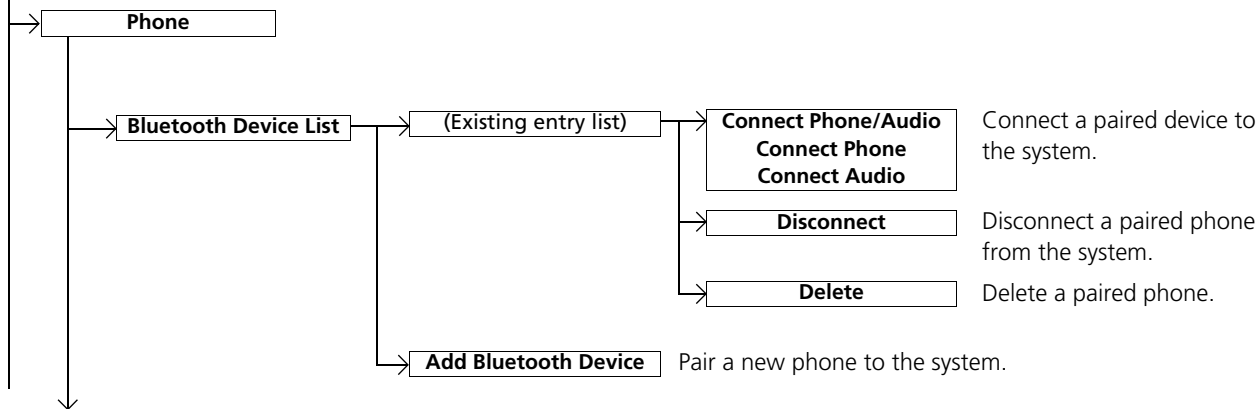 Phone
Bluetooth Device List
(Existing entry list)
Connect Phone/Audio
Connect Phone
Connect Audio
Connect a paired device to
the system.
Disconnect
Disconnect a paired phone
from the system.
Delete
Delete a paired phone.
Add Bluetooth Device
Pair a new phone to the system.